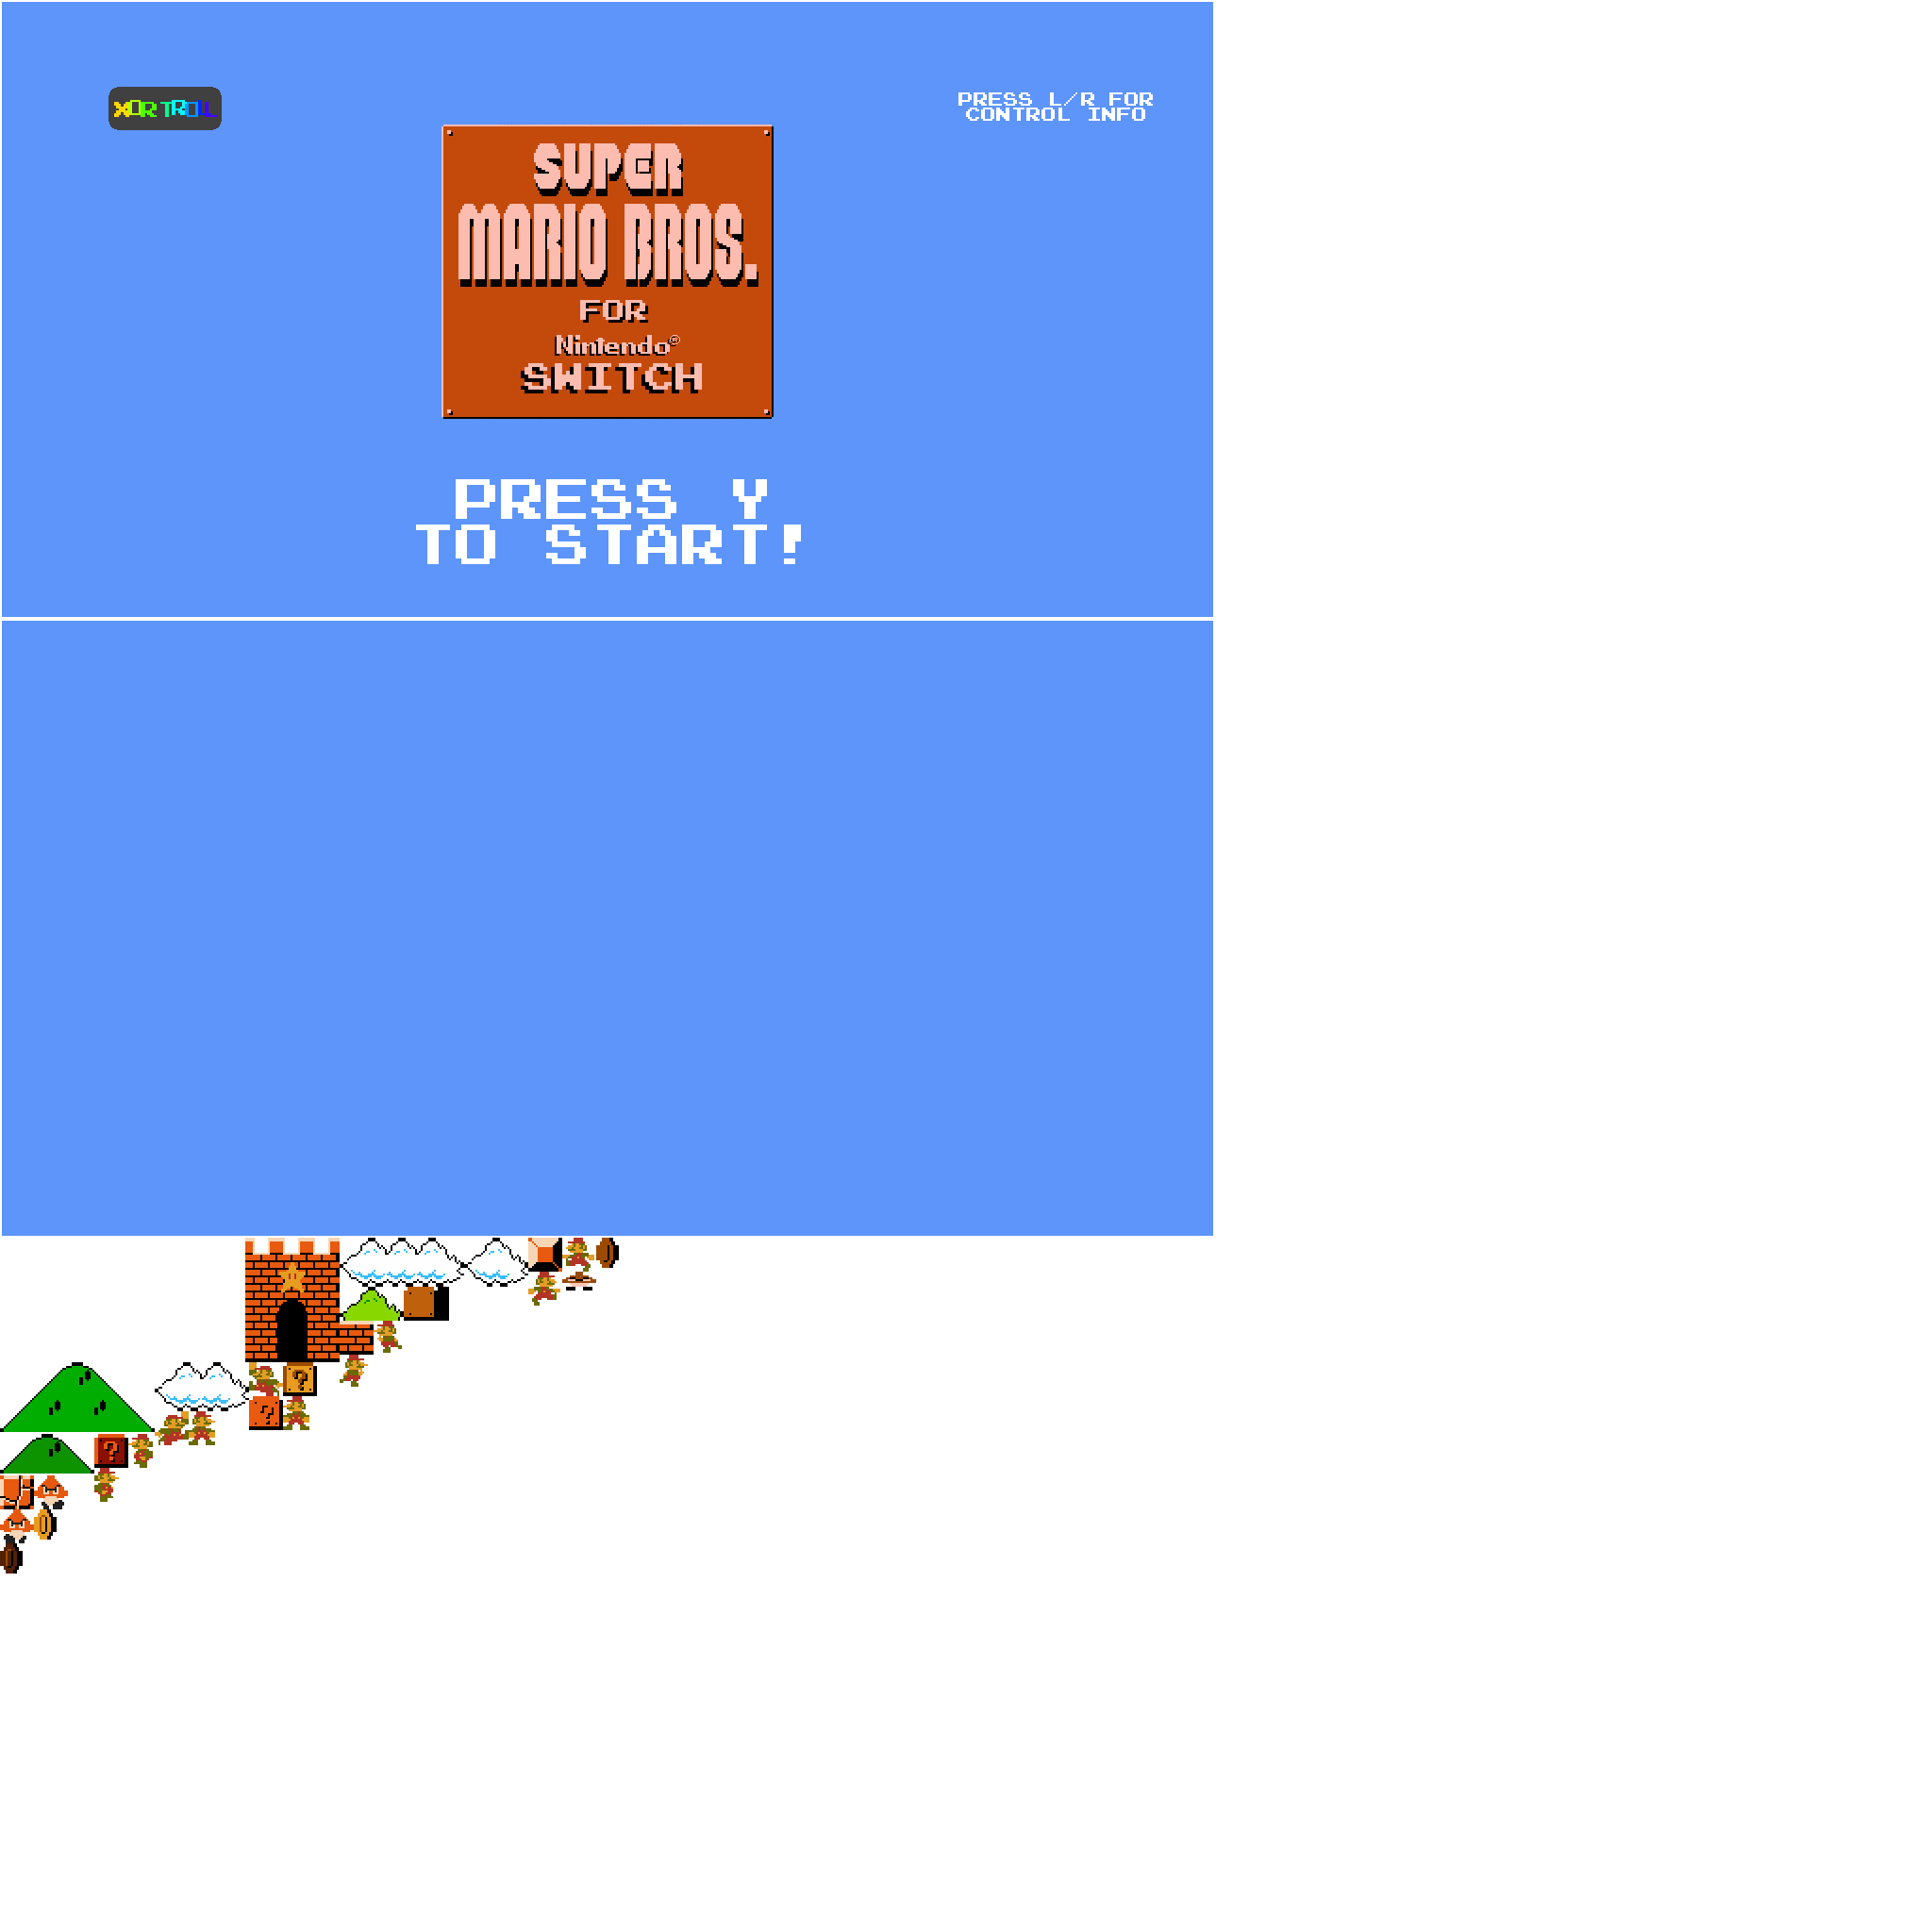 XORTROLL
PRESS L/R FOR
CONTROL INFO
SUPER
MARIO BROS.
FOR
Nintendo®
SWITCH
PRESS Y
TO START!
?
?
?